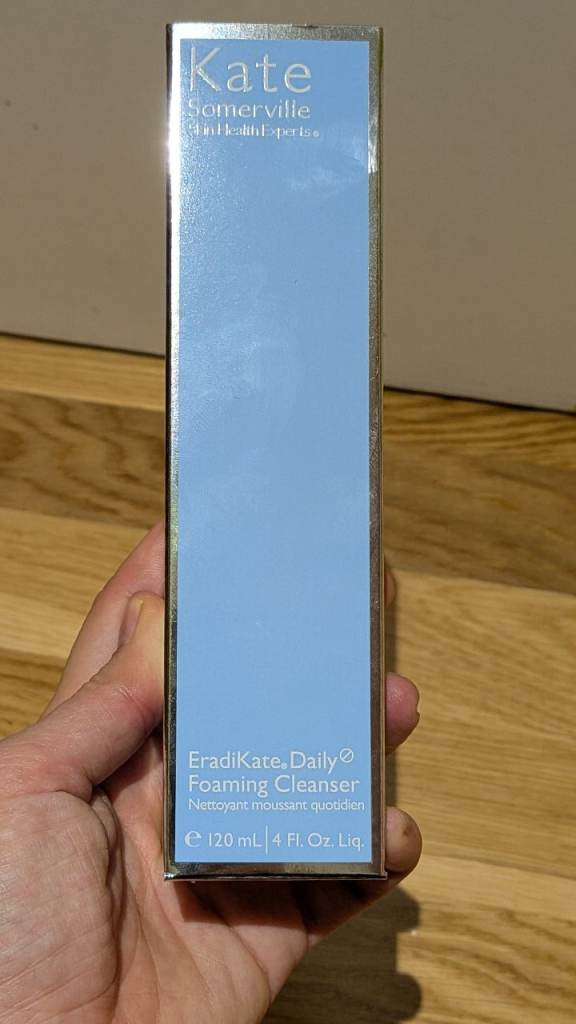 Kate
Somerville
Skin Health Experts®
EradiKate® Daily
Foaming Cleanser
Nettoyant moussant quotidien
℮ 120 mL | 4 Fl. Oz. Liq.